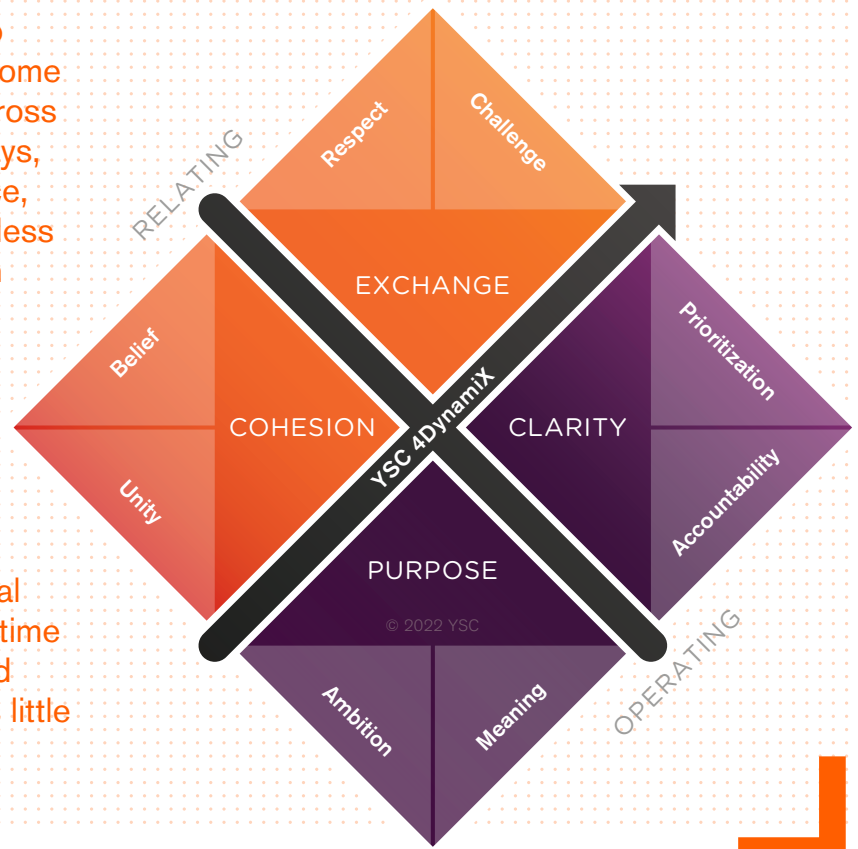 ome
ross
ys,
e,
less
al
time
d
little
RELATING
Respect
Challenge
EXCHANGE
Belief
Unity
COHESION
YSC 4DynamiX
CLARITY
Prioritization
Accountability
PURPOSE
© 2022 YSC
Ambition
Meaning
OPERATING